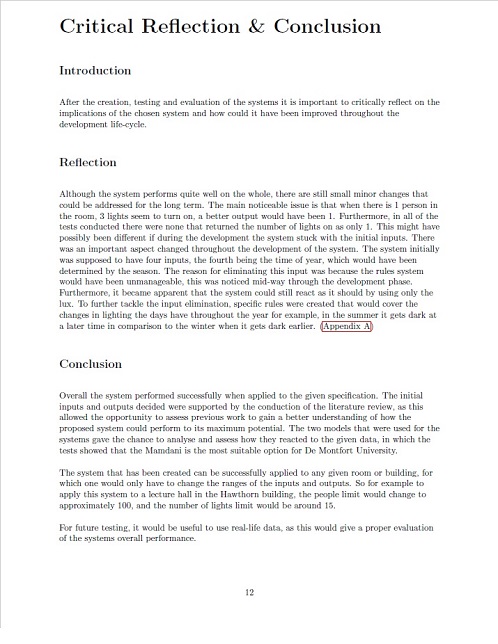 Critical Reflection & Conclusion
Introduction
After the creation, testing and evaluation of the systems it is important to critically reflect on the
implications of the chosen system and how could it have been improved throughout the
development life-cycle.
Reflection
Although the system performs quite well on the whole, there are still small minor changes that
could be addressed for the long term. The main noticeable issue is that when there is 1 person in
the room, 3 lights seem to turn on, a better output would have been 1. Furthermore, in all of the
tests conducted there were none that returned the number of lights on as only 1. This might have
possibly been different if during the development the system stuck with the initial inputs. There
was an important aspect changed throughout the development of the system. The system initially
was supposed to have four inputs, the fourth being the time of year, which would have been
determined by the season. The reason for eliminating this input was because the rules system
would have been unmanageable, this was noticed mid-way through the development phase.
Furthermore, it became apparent that the system could still react as it should by using only the
lux. To further tackle the input elimination, specific rules were created that would cover the
changes in lighting the days have throughout the year for example, in the summer it gets dark at
a later time in comparison to the winter when it gets dark earlier. (Appendix A)
Conclusion
Overall the system performed successfully when applied to the given specification. The initial
inputs and outputs decided were supported by the conduction of the literature review, as this
allowed the opportunity to assess previous work to gain a better understanding of how the
proposed system could perform to its maximum potential. The two models that were used for the
systems gave the chance to analyse and assess how they reacted to the given data, in which the
tests showed that the Mamdani is the most suitable option for De Montfort University.
The system that has been created can be successfully applied to any given room or building, for
which one would only have to change the ranges of the inputs and outputs. So for example to
apply this system to a lecture hall in the Hawthorn building, the people limit would change to
approximately 100, and the number of lights limit would be around 15.
For future testing, it would be useful to use real-life data, as this would give a proper evaluation
of the systems overall performance.
12